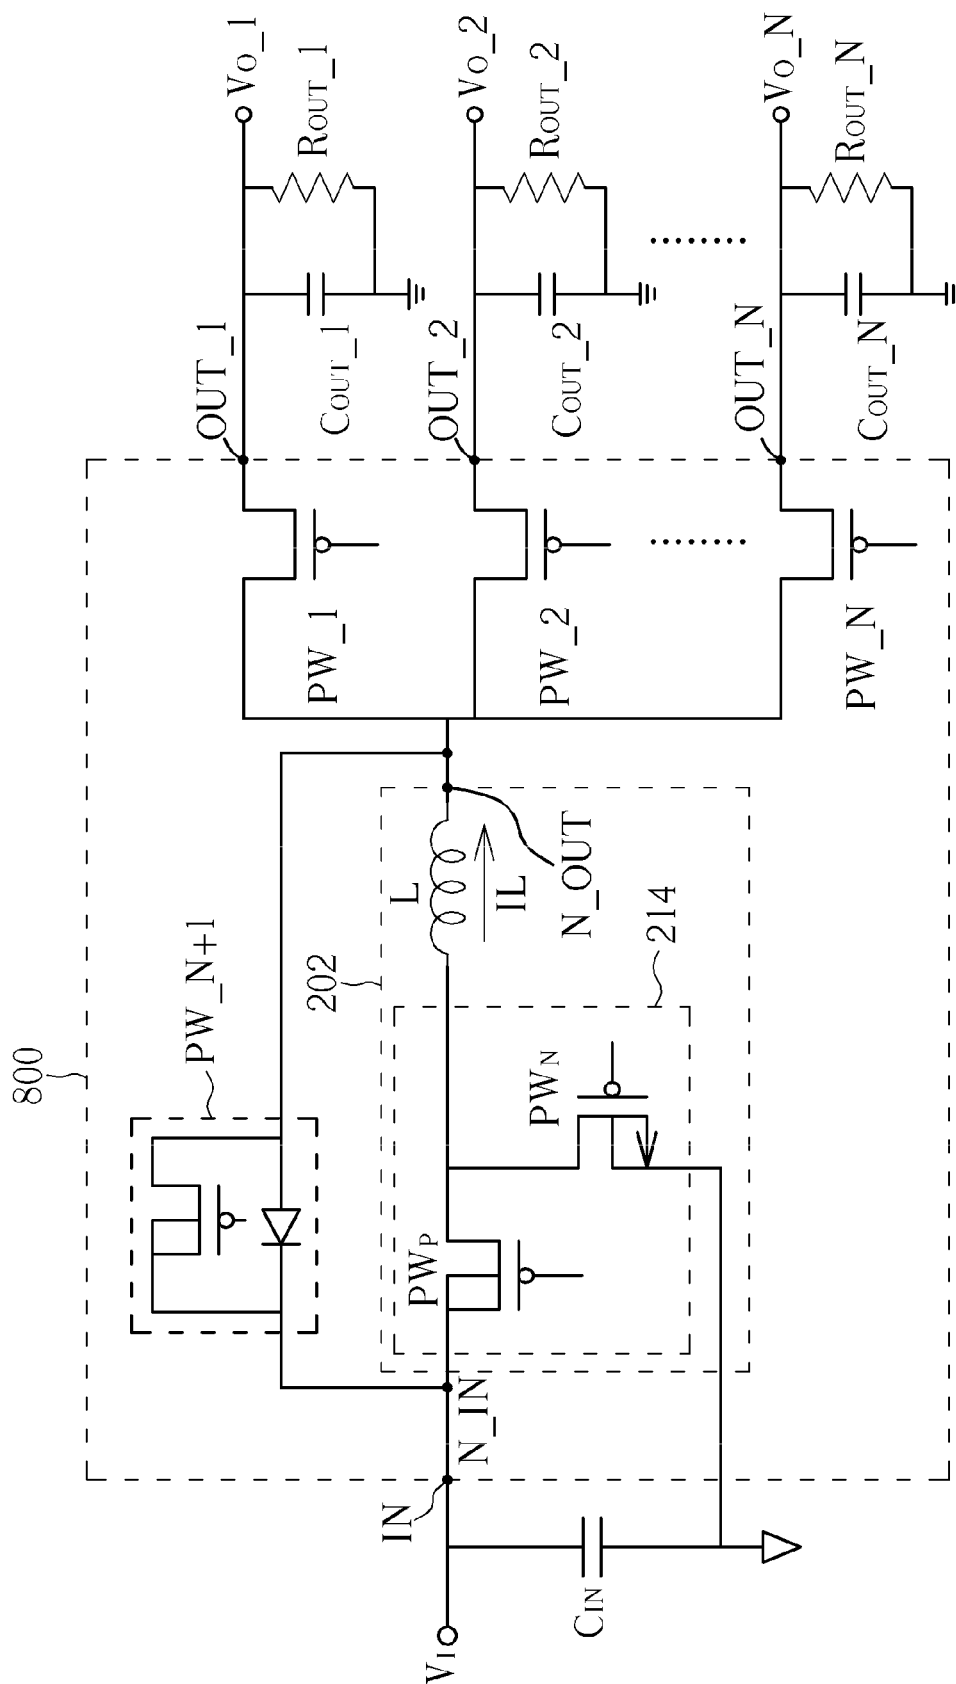 800
PW_N+1
202
214
L
IL
N_OUT
PWP
PWN
N_IN
IN
VI
CIN
PW_1
PW_2
PW_N
OUT_1
OUT_2
OUT_N
COUT_1
COUT_2
COUT_N
ROUT_1
ROUT_2
ROUT_N
VO_1
VO_2
VO_N